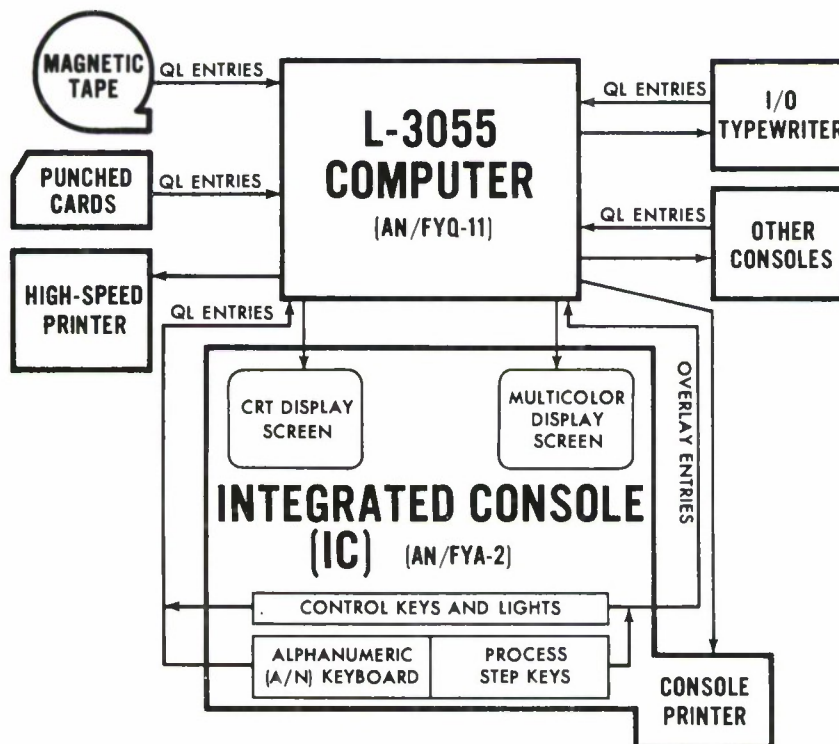 MAGNETIC
TAPE
QL ENTRIES
PUNCHED
CARDS
QL ENTRIES
HIGH-SPEED
PRINTER
QL ENTRIES
L-3055
COMPUTER
(AN/FYQ-11)
QL ENTRIES
I/O
TYPEWRITER
QL ENTRIES
OTHER
CONSOLES
CRT DISPLAY
SCREEN
MULTICOLOR
DISPLAY
SCREEN
OVERLAY ENTRIES
INTEGRATED CONSOLE
(IC) (AN/FYA-2)
CONTROL KEYS AND LIGHTS
ALPHANUMERIC
(A/N) KEYBOARD
PROCESS
STEP KEYS
CONSOLE
PRINTER